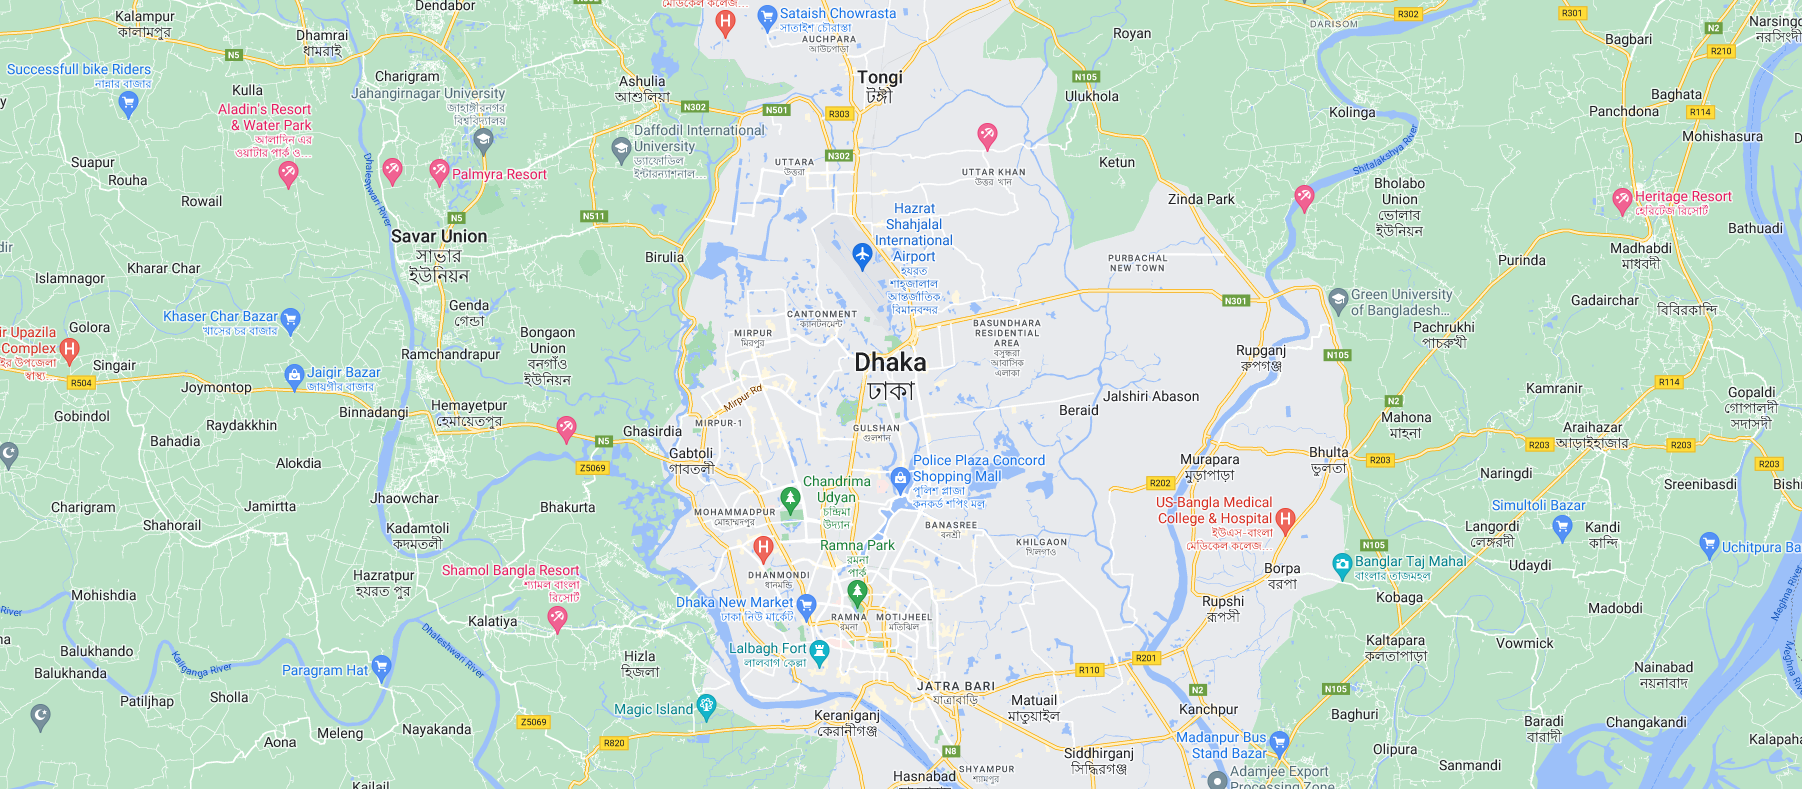 Kalampur
কালামপুর
Dendabor
মেডিকেল কলেজ...
Sataish Chowrasta
সাতাইশ চৌরাস্তা
AUCHPARA
আউচপাড়া
N5
Dhamrai
ধামরাই
Successfull bike Riders
নান্নার বাজার
Kulla
Charigram
Jahangirnagar University
জাহাঙ্গীরনগর
বিশ্ববিদ্যালয়
Aladin's Resort
& Water Park
আলাদিন এর
ওয়াটার পার্ক ও...
Ashulia
আশুলিয়া
N302
N501
R303
Tongi
টঙ্গী
Royan
N105
Ulukhola
DARISOM
R302
R301
Bagbari
N2
R210
Narsingdi
নরসিংদী
Baghata
Panchdona
R114
Mohishasura
Kolinga
Shitalakshya River
Suapur
Rouha
Rowail
Palmyra Resort
Daffodil International
University
ড্যাফোডিল
ইন্টারন্যাশনাল...
N302
UTTARA
উত্তরা
UTTAR KHAN
উত্তর খান
Ketun
Zinda Park
Bholabo
Union
ভোলাব
ইউনিয়ন
Heritage Resort
হেরিটেজ রিসোর্ট
Bathuadi
Dhaleshwari River
N5
N511
Savar Union
সাভার
ইউনিয়ন
Hazrat
Shahjalal
International
Airport
হযরত
শাহজালাল
আন্তর্জাতিক
বিমানবন্দর
Kharar Char
Islamnagor
Birulia
PURBACHAL
NEW TOWN
Purinda
Madhabdi
মাধবদী
Genda
গেন্ডা
Khaser Char Bazar
খাসের চর বাজার
Golora
Singair
CANTONMENT
ক্যানটনমেন্ট
MIRPUR
মিরপুর
BASUNDHARA
RESIDENTIAL
AREA
বসুন্ধরা
আবাসিক
এলাকা
N301
Green University
of Bangladesh...
Gadairchar
বিবিরকান্দি
Pachrukhi
পাচরুখী
Bongaon
Union
বনগাঁও
ইউনিয়ন
Ramchandrapur
Dhaka
ঢাকা
Rupganj
রুপগঞ্জ
N105
R504
Joymontop
Jaigir Bazar
জায়গীর বাজার
Binnadangi
Hemayetpur
হেমায়েতপুর
Mirpur Rd
MIRPUR-1
Jalshiri Abason
Beraid
Kamranir
R114
N2
Gopaldi
গোপালদী
সদাসদী
Gobindol
Raydakkhin
Bahadia
Alokdia
Ghasirdia
N5
Z5069
Gabtoli
গাবতলী
GULSHAN
গুলশান
Mahona
মাহনা
Araihazar
আড়াইহাজার
R203
R203
R203
R203
Murapara
মুড়াপাড়া
Bhulta
ভুলতা
Police Plaza Concord
Shopping Mall
পুলিশ প্লাজা
কনকর্ড শপিং মল
Chandrima
Udyan
চন্দ্রিমা
উদ্যান
R202
Naringdi
Sreenibasdi
Jhaowchar
Charigram
Jamirtta
Shahorail
Bhakurta
Kadamtoli
কদমতলী
MOHAMMADPUR
মোহাম্মদপুর
BANASREE
বনশ্রী
KHILGAON
খিলগাও
US-Bangla Medical
College & Hospital
ইউএস-বাংলা
মেডিকেল কলেজ...
Simultoli Bazar
Langordi
লেঙ্গরদী
Kandi
কান্দি
N105
Ramna Park
রমনা
পার্ক
Banglar Taj Mahal
বাংলার তাজমহল
Udaydi
Borpa
বরপা
Shamol Bangla Resort
শ্যামল বাংলা
রিসোর্ট
Hazratpur
হযরত পুর
Mohishdia
DHANMONDI
ধানমন্ডি
Dhaka New Market
ঢাকা নিউ মার্কেট
RAMNA
রমনা
MOTIJHEEL
মতিঝিল
Rupshi
রূপসী
Kobaga
Madobdi
Meghna River
Kalatiya
Dhaleshwari River
Kaliganga River
Balukhando
Balukhanda
Paragram Hat
Hizla
হিজলা
Lalbagh Fort
লালবাগ কেল্লা
Kaltapara
কলতাপাড়া
Vowmick
R110
R201
Nainabad
নয়নাবাদ
Patiljhap
Sholla
Magic Island
JATRA BARI
যাত্রাবাড়ি
Matuail
মাতুয়াইল
N2
Kanchpur
N105
Baghuri
Z5069
Nayakanda
Meleng
Aona
R820
Keraniganj
কেরানীগঞ্জ
N8
Siddhirganj
সিদ্ধিরগঞ্জ
Madanpur Bus
Stand Bazar
Olipura
Baradi
বারাদী
Changakandi
Sanmandi
SHYAMPUR
শ্যামপুর
Hasnabad
Adamjee Export
Processing Zone
Kailail